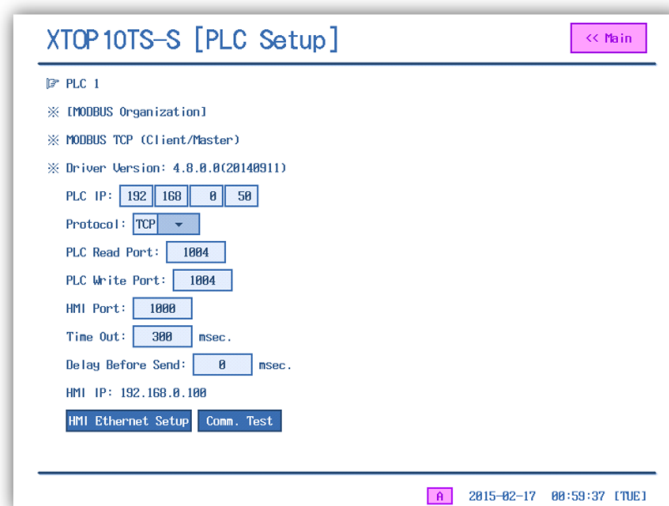 XTOP10TS-S [PLC Setup]
<< Main
☞ PLC 1
※ [MODBUS Organization]
※ MODBUS TCP (Client/Master)
※ Driver Version: 4.8.0.0(20140911)
PLC IP: 192 168 0 50
Protocol: TCP
PLC Read Port: 1004
PLC Write Port: 1004
HMI Port: 1000
Time Out: 300 msec.
Delay Before Send: 0 msec.
HMI IP: 192.168.0.100
HMI Ethernet Setup Comm. Test
A 2015-02-17 00:59:37 [TUE]